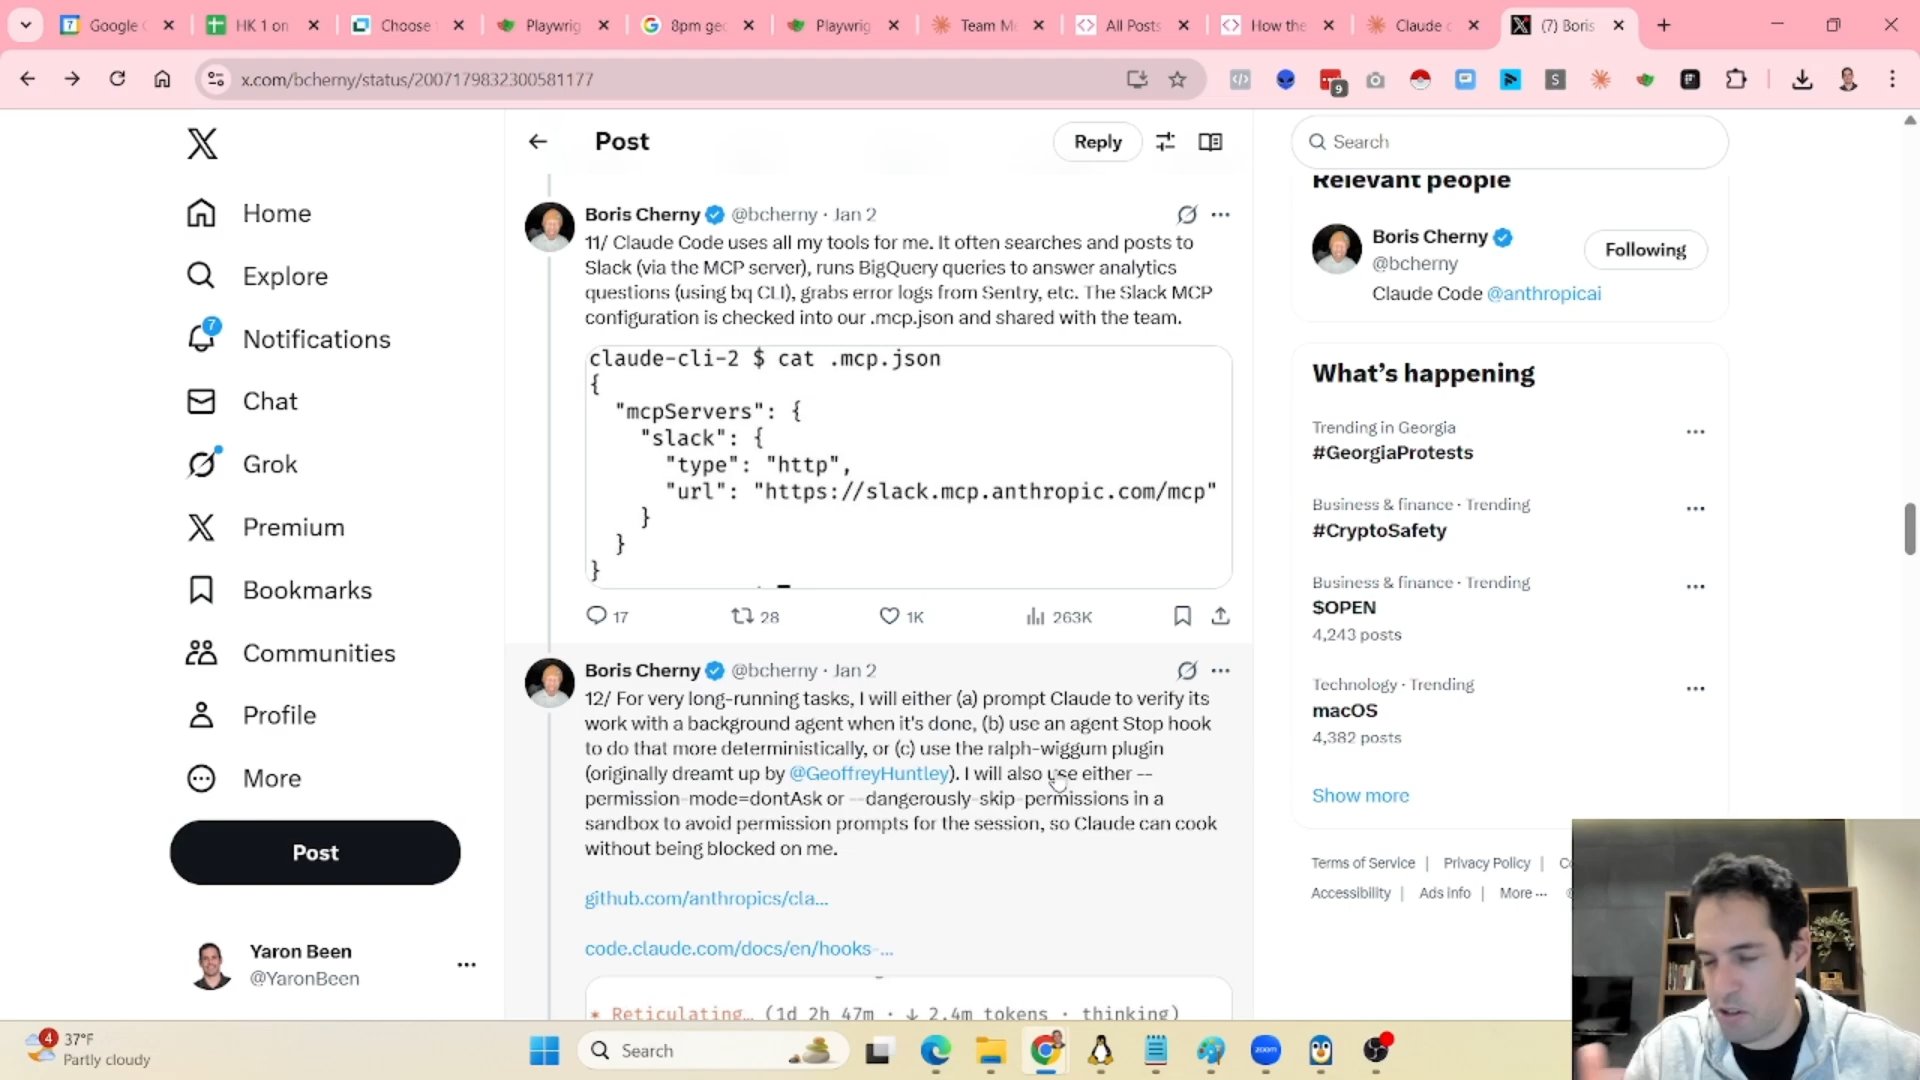 7 Google
HK 1 on
Choose
Playwrig
8pm geo
Playwrig
Team Me
All Posts
How the
Claude c
(7) Boris
x.com/bcherny/status/2007179832300581177
9
S
Home
Explore
7
Notifications
Chat
Grok
Premium
Bookmarks
Communities
Profile
More
Post
Yaron Been
@YaronBeen
Post
Reply
Boris Cherny @bcherny · Jan 2
11/ Claude Code uses all my tools for me. It often searches and posts to
Slack (via the MCP server), runs BigQuery queries to answer analytics
questions (using bq CLI), grabs error logs from Sentry, etc. The Slack MCP
configuration is checked into our .mcp.json and shared with the team.
claude-cli-2 $ cat .mcp.json
{
"mcpServers": {
"slack": {
"type": "http",
"url": "https://slack.mcp.anthropic.com/mcp"
}
}
}
17 28 1K 263K
Boris Cherny @bcherny · Jan 2
12/ For very long-running tasks, I will either (a) prompt Claude to verify its
work with a background agent when it's done, (b) use an agent Stop hook
to do that more deterministically, or (c) use the ralph-wiggum plugin
(originally dreamt up by @GeoffreyHuntley). I will also use either --
permission-mode=dontAsk or --dangerously-skip-permissions in a
sandbox to avoid permission prompts for the session, so Claude can cook
without being blocked on me.
github.com/anthropics/cla...
code.claude.com/docs/en/hooks-...
* Reticulating… (1d 2h 47m · ↓ 2.4m tokens · thinking)
Search
Relevant people
Boris Cherny
@bcherny
Following
Claude Code @anthropicai
What's happening
Trending in Georgia
#GeorgiaProtests
Business & finance · Trending
#CryptoSafety
Business & finance · Trending
$OPEN
4,243 posts
Technology · Trending
macOS
4,382 posts
Show more
Terms of Service | Privacy Policy |
Accessibility | Ads info | More ···
4
37°F
Partly cloudy
Search
zoom